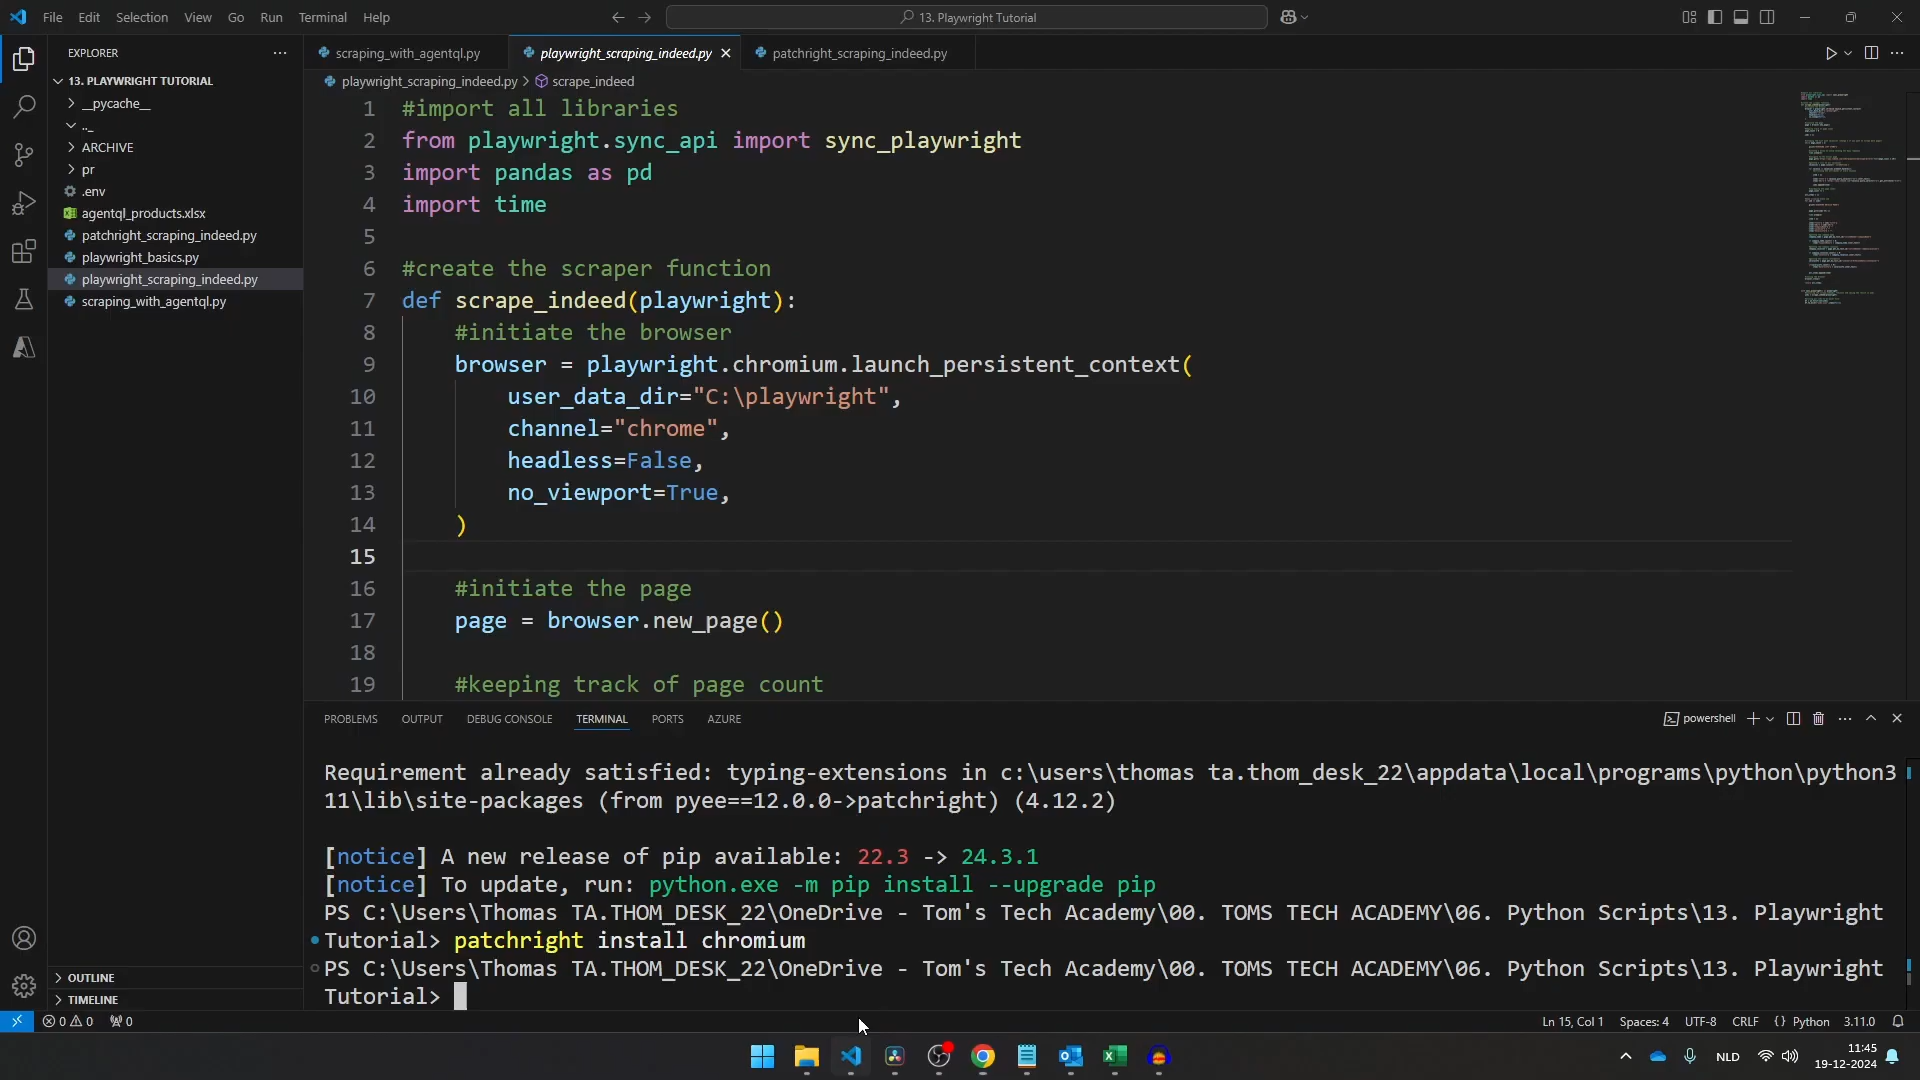 File Edit Selection View Go Run Terminal Help
13. Playwright Tutorial
EXPLORER
13. PLAYWRIGHT TUTORIAL
__pycache__
.._
ARCHIVE
pr
.env
agentql_products.xlsx
patchright_scraping_indeed.py
playwright_basics.py
playwright_scraping_indeed.py
scraping_with_agentql.py
OUTLINE
TIMELINE
scraping_with_agentql.py playwright_scraping_indeed.py patchright_scraping_indeed.py
playwright_scraping_indeed.py > scrape_indeed
1 #import all libraries
2 from playwright.sync_api import sync_playwright
3 import pandas as pd
4 import time
5
6 #create the scraper function
7 def scrape_indeed(playwright):
8 #initiate the browser
9 browser = playwright.chromium.launch_persistent_context(
10 user_data_dir="C:\playwright",
11 channel="chrome",
12 headless=False,
13 no_viewport=True,
14 )
15
16 #initiate the page
17 page = browser.new_page()
18
19 #keeping track of page count
PROBLEMS OUTPUT DEBUG CONSOLE TERMINAL PORTS AZURE
powershell
Requirement already satisfied: typing-extensions in c:\users\thomas ta.thom_desk_22\appdata\local\programs\python\python3
11\lib\site-packages (from pyee==12.0.0->patchright) (4.12.2)
[notice] A new release of pip available: 22.3 -> 24.3.1
[notice] To update, run: python.exe -m pip install --upgrade pip
PS C:\Users\Thomas TA.THOM_DESK_22\OneDrive - Tom's Tech Academy\00. TOMS TECH ACADEMY\06. Python Scripts\13. Playwright
Tutorial> patchright install chromium
PS C:\Users\Thomas TA.THOM_DESK_22\OneDrive - Tom's Tech Academy\00. TOMS TECH ACADEMY\06. Python Scripts\13. Playwright
Tutorial>
0 0 0
Ln 15, Col 1 Spaces: 4 UTF-8 CRLF {} Python 3.11.0
NLD
11:45
19-12-2024